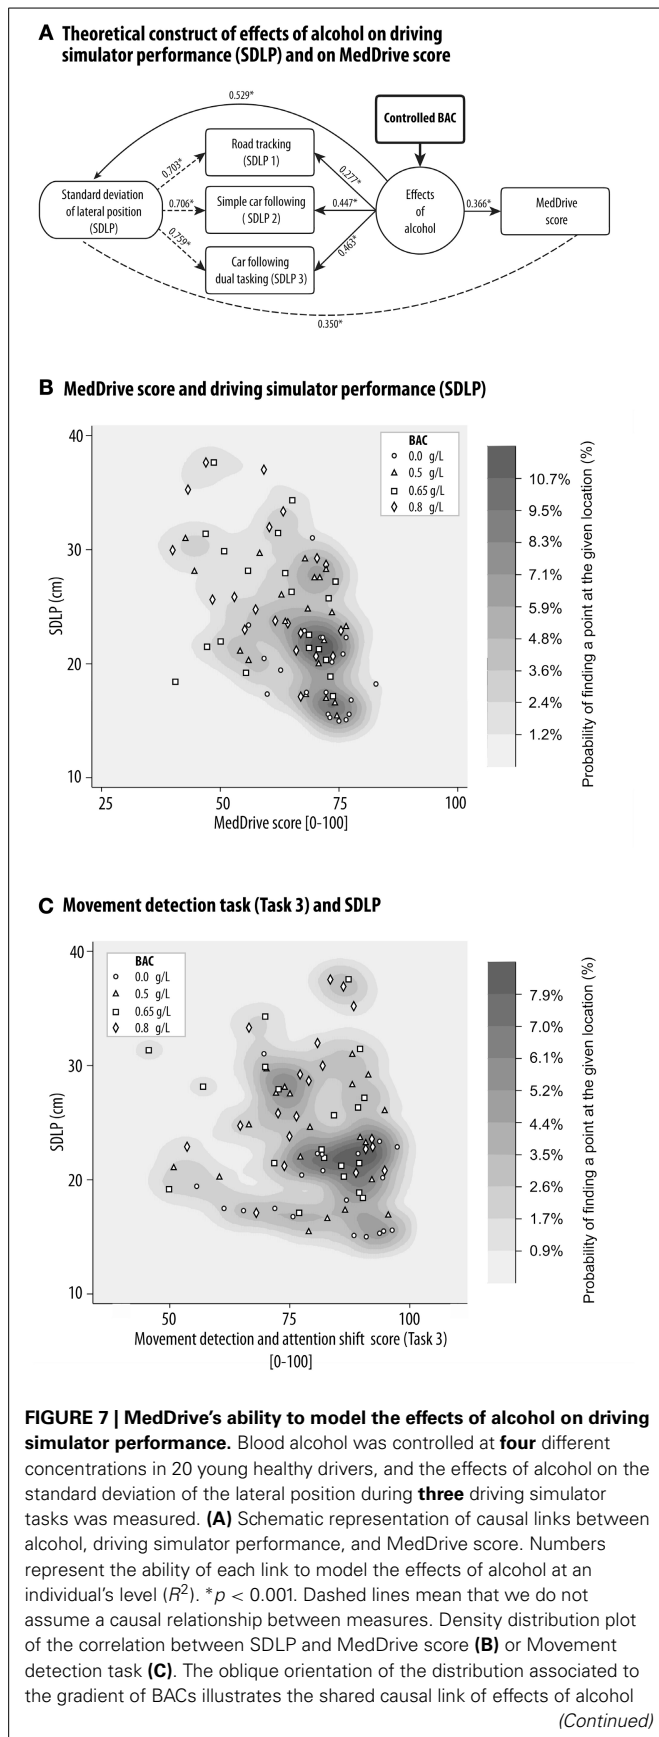 A Theoretical construct of effects of alcohol on driving
simulator performance (SDLP) and on MedDrive score
0.529*
Controlled BAC
Road tracking
(SDLP 1)
0.703*
0.277*
Standard deviation
of lateral position
(SDLP)
0.706*
Simple car following
( SDLP 2)
0.447*
Effects
of
alcohol
0.366*
MedDrive
score
0.759*
0.463*
Car following
dual tasking (SDLP 3)
0.350*
B MedDrive score and driving simulator performance (SDLP)
40
30
20
10
SDLP (cm)
BAC
0.0 g/L
0.5 g/L
0.65 g/L
0.8 g/L
25 50 75 100
MedDrive score [0-100]
10.7%
9.5%
8.3%
7.1%
5.9%
4.8%
3.6%
2.4%
1.2%
Probability of finding a point at the given location (%)
C Movement detection task (Task 3) and SDLP
40
30
20
10
SDLP (cm)
BAC
0.0 g/L
0.5 g/L
0.65 g/L
0.8 g/L
50 75 100
Movement detection and attention shift score (Task 3)
[0-100]
7.9%
7.0%
6.1%
5.2%
4.4%
3.5%
2.6%
1.7%
0.9%
Probability of finding a point at the given location (%)
FIGURE 7 | MedDrive's ability to model the effects of alcohol on driving
simulator performance. Blood alcohol was controlled at four different
concentrations in 20 young healthy drivers, and the effects of alcohol on the
standard deviation of the lateral position during three driving simulator
tasks was measured. (A) Schematic representation of causal links between
alcohol, driving simulator performance, and MedDrive score. Numbers
represent the ability of each link to model the effects of alcohol at an
individual's level (R²). *p < 0.001. Dashed lines mean that we do not
assume a causal relationship between measures. Density distribution plot
of the correlation between SDLP and MedDrive score (B) or Movement
detection task (C). The oblique orientation of the distribution associated to
the gradient of BACs illustrates the shared causal link of effects of alcohol
(Continued)